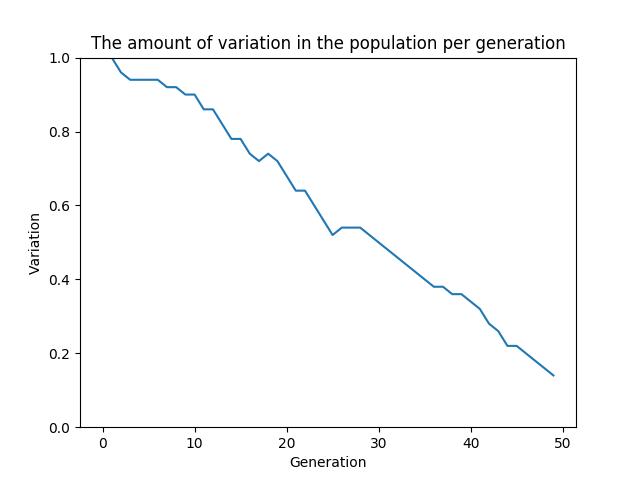 The amount of variation in the population per generation
1.0
0.8
0.6
0.4
0.2
0.0
Variation
0 10 20 30 40 50
Generation